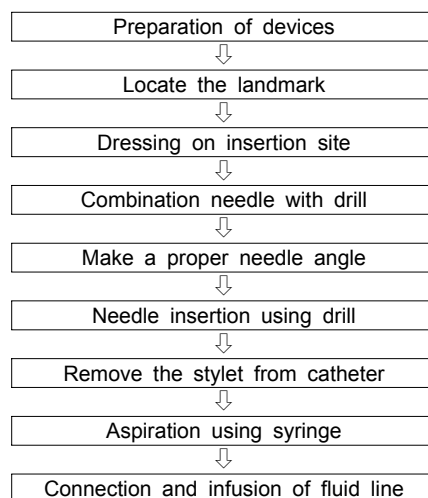 Preparation of devices
Locate the landmark
Dressing on insertion site
Combination needle with drill
Make a proper needle angle
Needle insertion using drill
Remove the stylet from catheter
Aspiration using syringe
Connection and infusion of fluid line